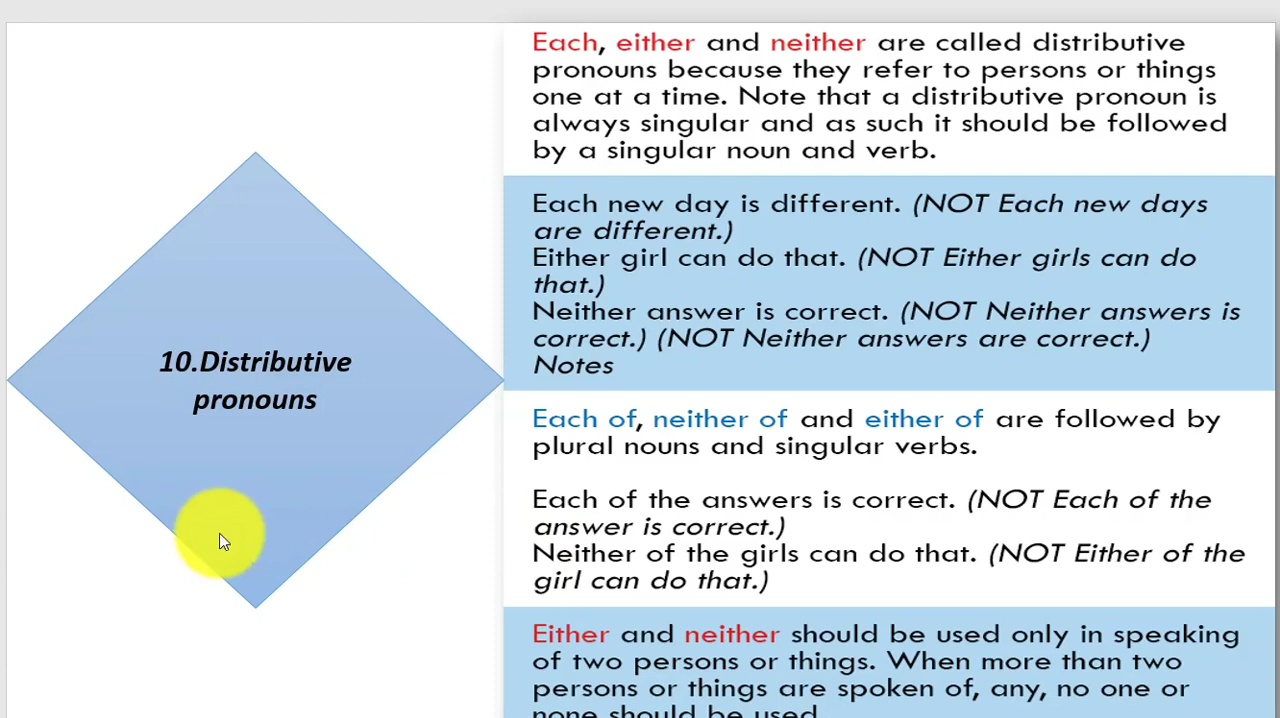 10.Distributive
pronouns
Each, either and neither are called distributive
pronouns because they refer to persons or things
one at a time. Note that a distributive pronoun is
always singular and as such it should be followed
by a singular noun and verb.
Each new day is different. (NOT Each new days
are different.)
Either girl can do that. (NOT Either girls can do
that.)
Neither answer is correct. (NOT Neither answers is
correct.) (NOT Neither answers are correct.)
Notes
Each of, neither of and either of are followed by
plural nouns and singular verbs.
Each of the answers is correct. (NOT Each of the
answer is correct.)
Neither of the girls can do that. (NOT Either of the
girl can do that.)
Either and neither should be used only in speaking
of two persons or things. When more than two
persons or things are spoken of, any, no one or
none should be used